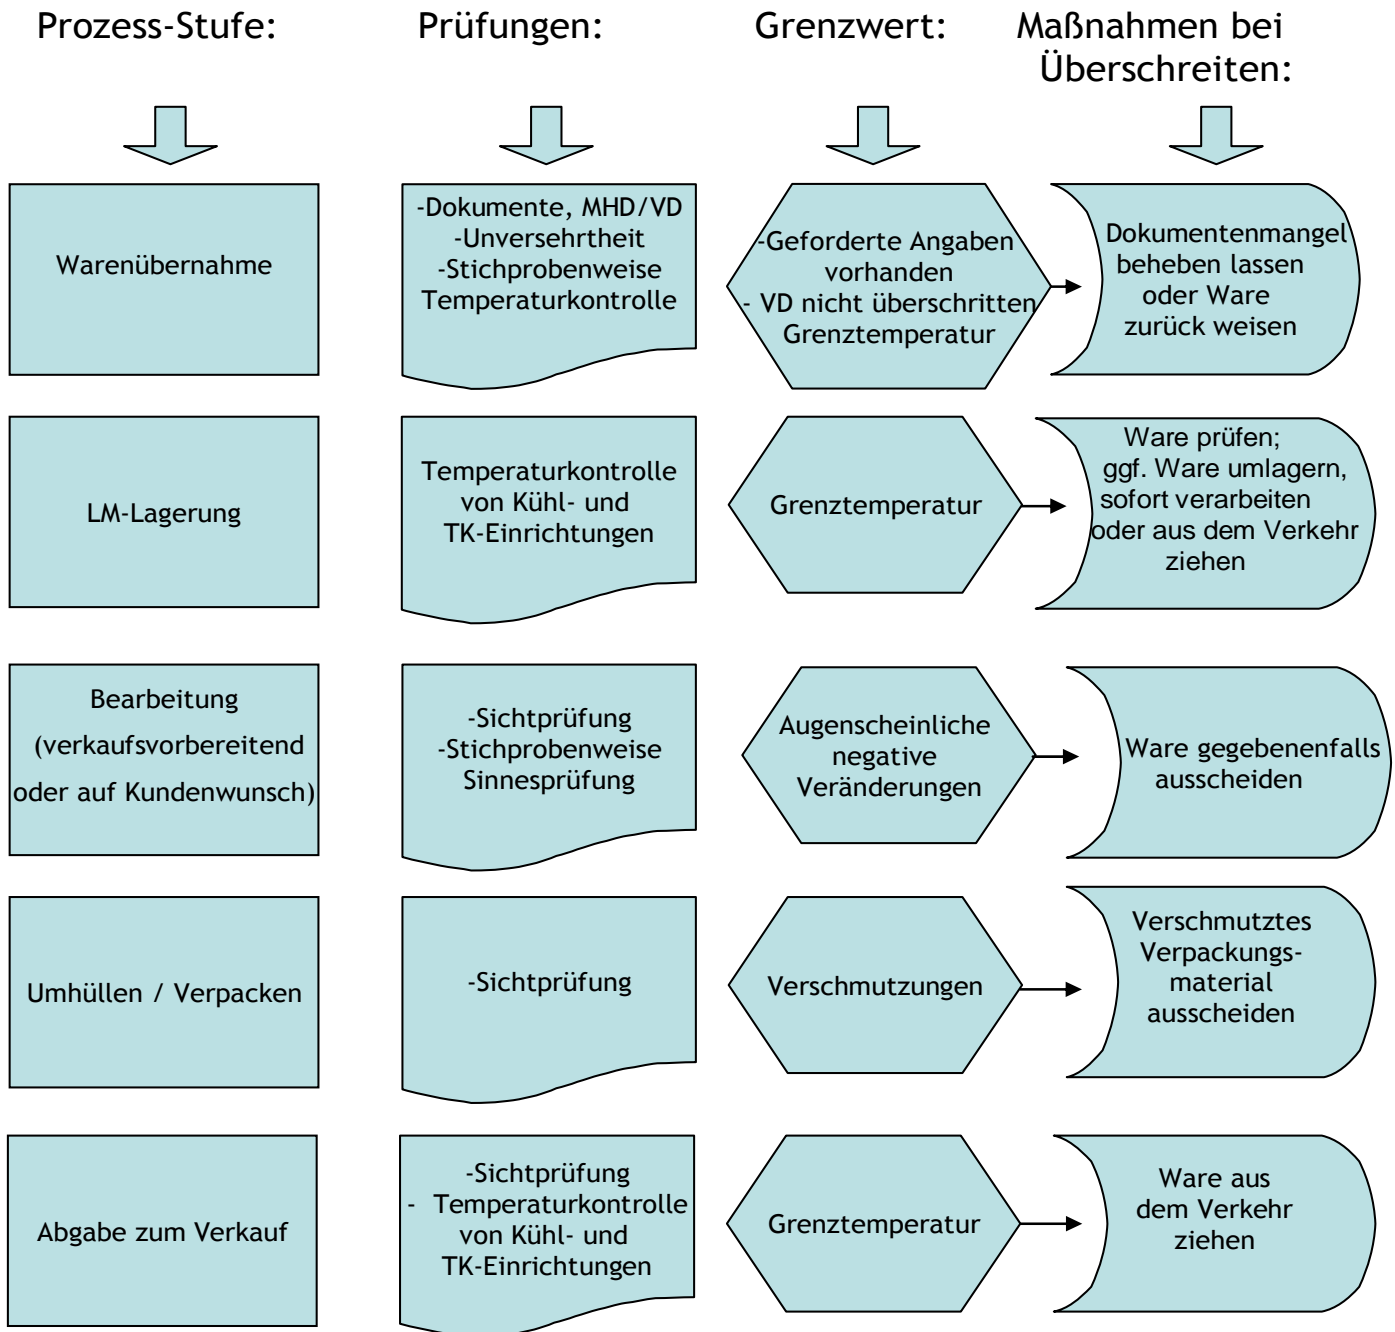 Prozess-Stufe:
Prüfungen:
Grenzwert:
Maßnahmen bei
Überschreiten:
Warenübernahme
-Dokumente, MHD/VD
-Unversehrtheit
-Stichprobenweise
Temperaturkontrolle
-Geforderte Angaben
vorhanden
- VD nicht überschritten
Grenztemperatur
Dokumentenmangel
beheben lassen
oder Ware
zurück weisen
LM-Lagerung
Temperaturkontrolle
von Kühl- und
TK-Einrichtungen
Grenztemperatur
Ware prüfen;
ggf. Ware umlagern,
sofort verarbeiten
oder aus dem Verkehr
ziehen
Bearbeitung
(verkaufsvorbereitend
oder auf Kundenwunsch)
-Sichtprüfung
-Stichprobenweise
Sinnesprüfung
Augenscheinliche
negative
Veränderungen
Ware gegebenenfalls
ausscheiden
Umhüllen / Verpacken
-Sichtprüfung
Verschmutzungen
Verschmutztes
Verpackungs-
material
ausscheiden
Abgabe zum Verkauf
-Sichtprüfung
- Temperaturkontrolle
von Kühl- und
TK-Einrichtungen
Grenztemperatur
Ware aus
dem Verkehr
ziehen